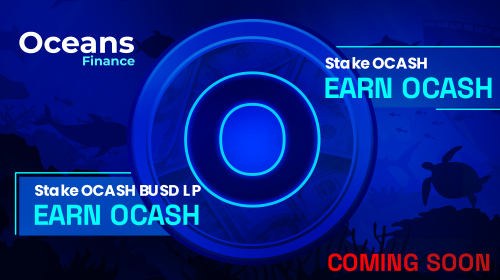 Oceans
Finance
Stake OCASH
EARN OCASH
O
Stake OCASH BUSD LP
EARN OCASH
COMING SOON